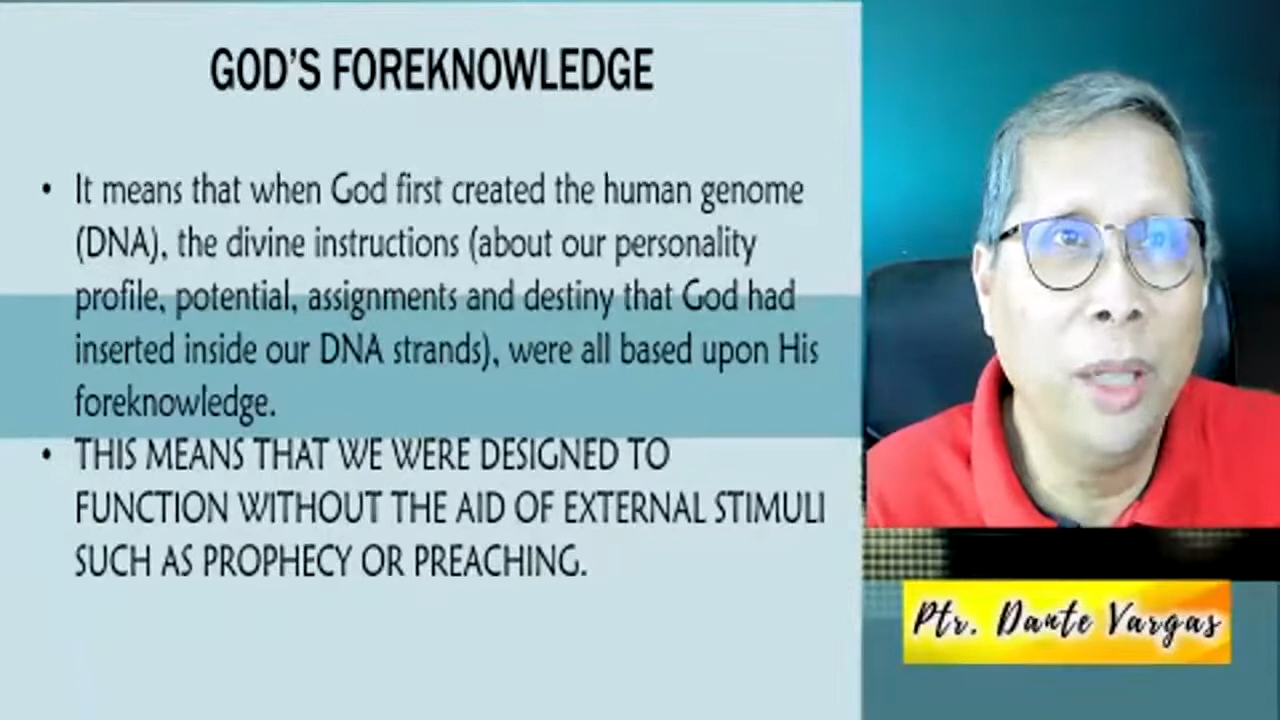 GOD'S FOREKNOWLEDGE
• It means that when God first created the human genome
(DNA), the divine instructions (about our personality
profile, potential, assignments and destiny that God had
inserted inside our DNA strands), were all based upon His
foreknowledge.
• THIS MEANS THAT WE WERE DESIGNED TO
FUNCTION WITHOUT THE AID OF EXTERNAL STIMULI
SUCH AS PROPHECY OR PREACHING.
Ptr. Dante Vargas